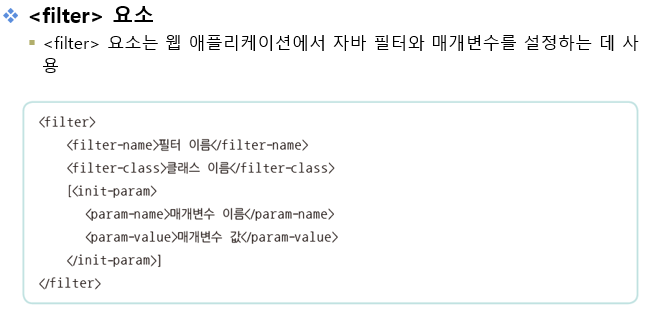 <filter> 요소
<filter> 요소는 웹 애플리케이션에서 자바 필터와 매개변수를 설정하는 데 사
용
<filter>
<filter-name>필터 이름</filter-name>
<filter-class>클래스 이름</filter-class>
[<init-param>
<param-name>매개변수 이름</param-name>
<param-value>매개변수 값</param-value>
</init-param>]
</filter>